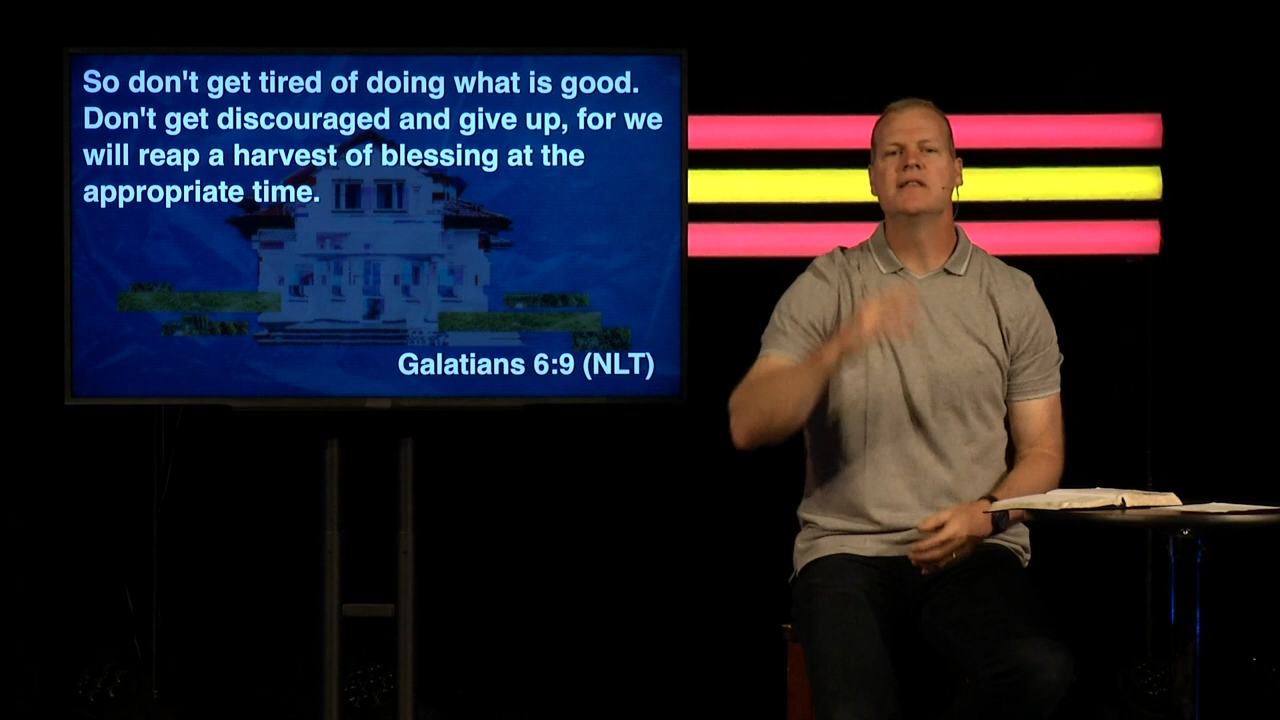 So don't get tired of doing what is good.
Don't get discouraged and give up, for we
will reap a harvest of blessing at the
appropriate time.
Galatians 6:9 (NLT)